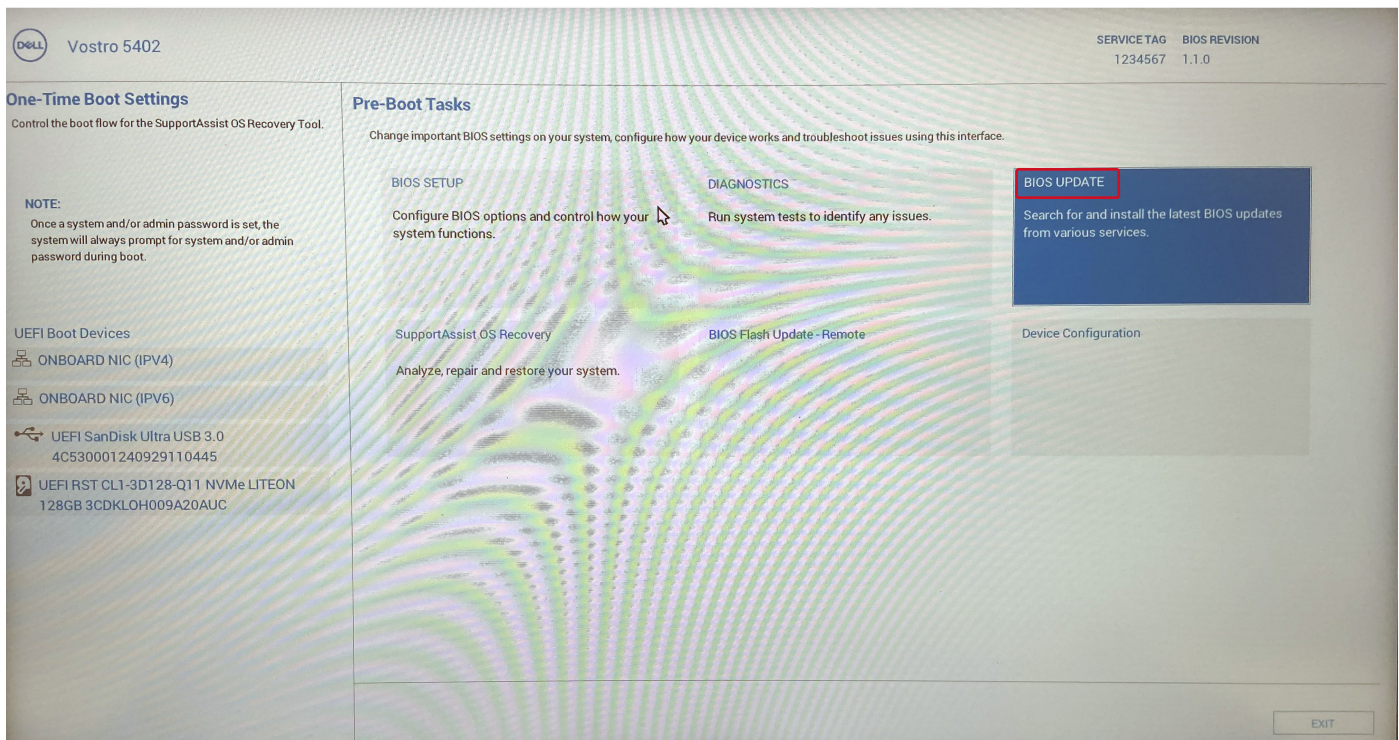 DELL
Vostro 5402
SERVICE TAG BIOS REVISION
1234567 1.1.0
One-Time Boot Settings
Control the boot flow for the SupportAssist OS Recovery Tool.
NOTE:
Once a system and/or admin password is set, the
system will always prompt for system and/or admin
password during boot.
UEFI Boot Devices
ONBOARD NIC (IPV4)
ONBOARD NIC (IPV6)
UEFI SanDisk Ultra USB 3.0
4C530001240929110445
UEFI RST CL1-3D128-Q11 NVMe LITEON
128GB 3CDKLOH009A20AUC
Pre-Boot Tasks
Change important BIOS settings on your system, configure how your device works and troubleshoot issues using this interface.
BIOS SETUP
Configure BIOS options and control how your
system functions.
DIAGNOSTICS
Run system tests to identify any issues.
BIOS UPDATE
Search for and install the latest BIOS updates
from various services.
SupportAssist OS Recovery
Analyze, repair and restore your system.
BIOS Flash Update - Remote
Device Configuration
EXIT